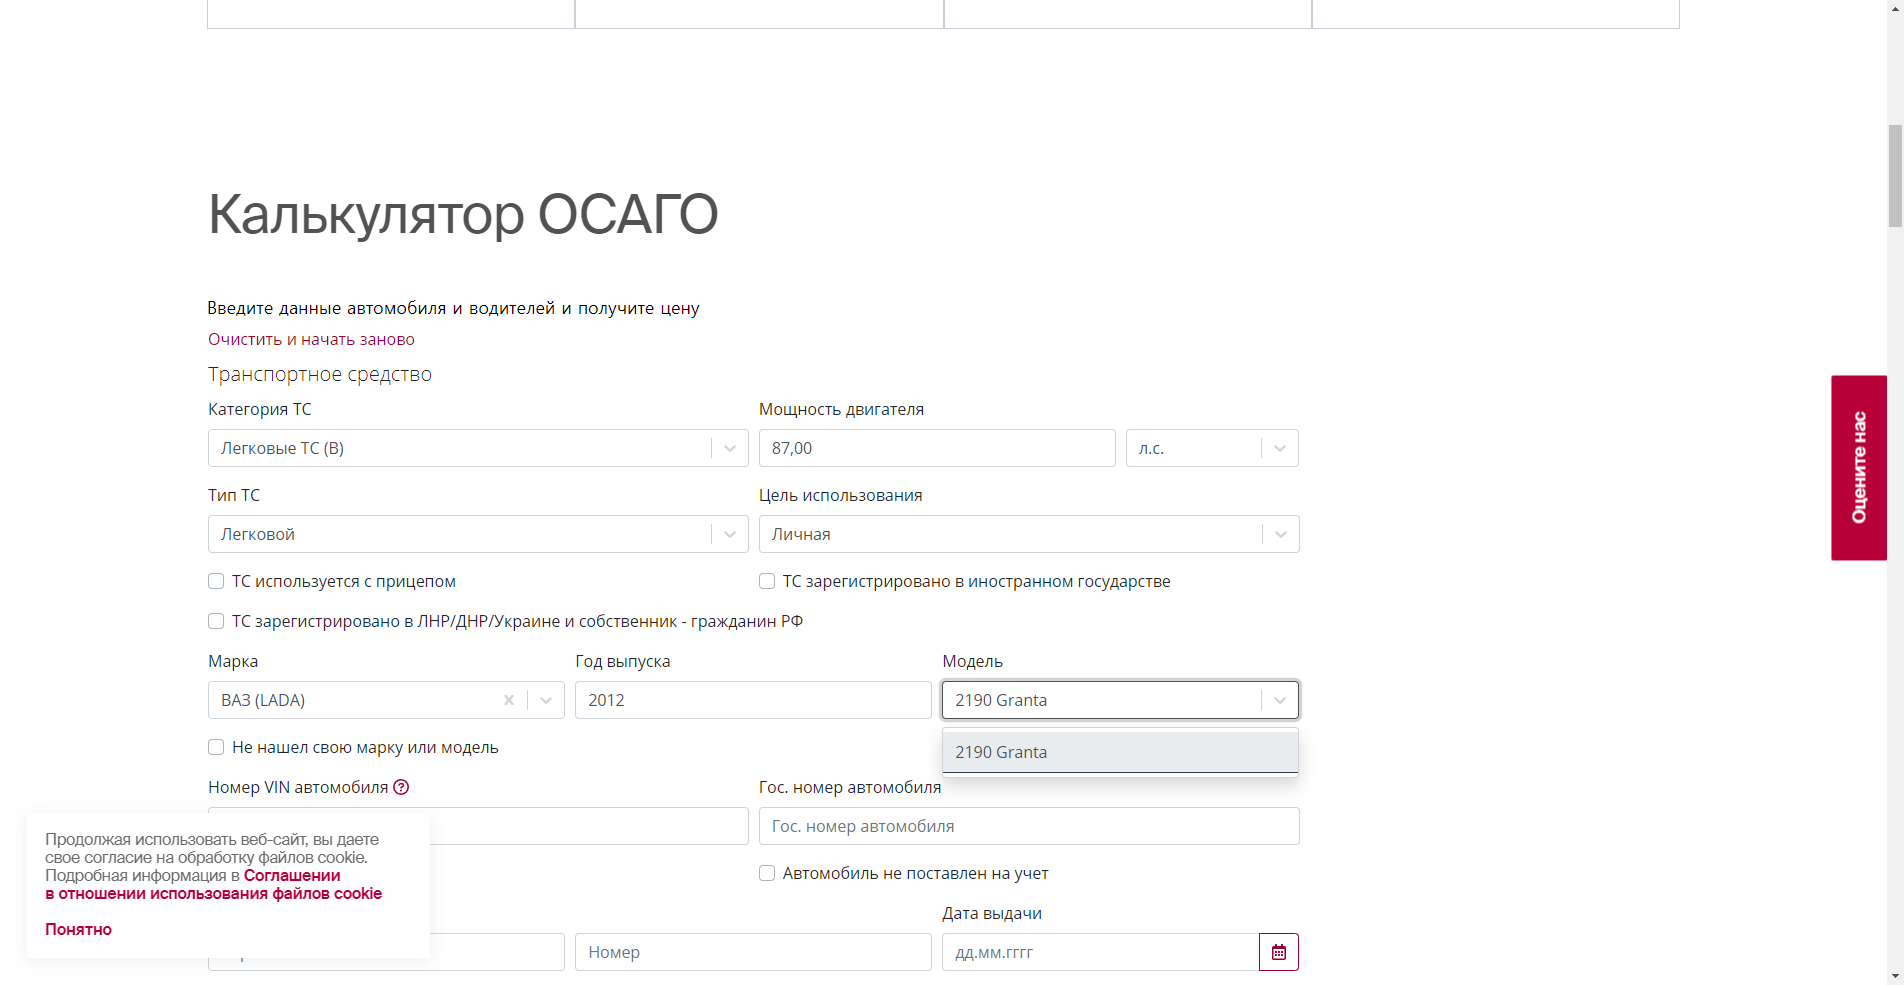 Калькулятор ОСАГО
Введите данные автомобиля и водителей и получите цену
Очистить и начать заново
Транспортное средство
Категория ТС
Мощность двигателя
Легковые ТС (B)
87,00
л.с.
Тип ТС
Цель использования
Легковой
Личная
ТС используется с прицепом
ТС зарегистрировано в иностранном государстве
ТС зарегистрировано в ЛНР/ДНР/Украине и собственник - гражданин РФ
Марка
Год выпуска
Модель
ВАЗ (LADA)
2012
2190 Granta
2190 Granta
Не нашел свою марку или модель
Номер VIN автомобиля
Гос. номер автомобиля
Гос. номер автомобиля
Автомобиль не поставлен на учет
Дата выдачи
Номер
дд.мм.гггг
Продолжая использовать веб-сайт, вы даете
свое согласие на обработку файлов cookie.
Подробная информация в Соглашении
в отношении использования файлов cookie
Понятно
Оцените нас